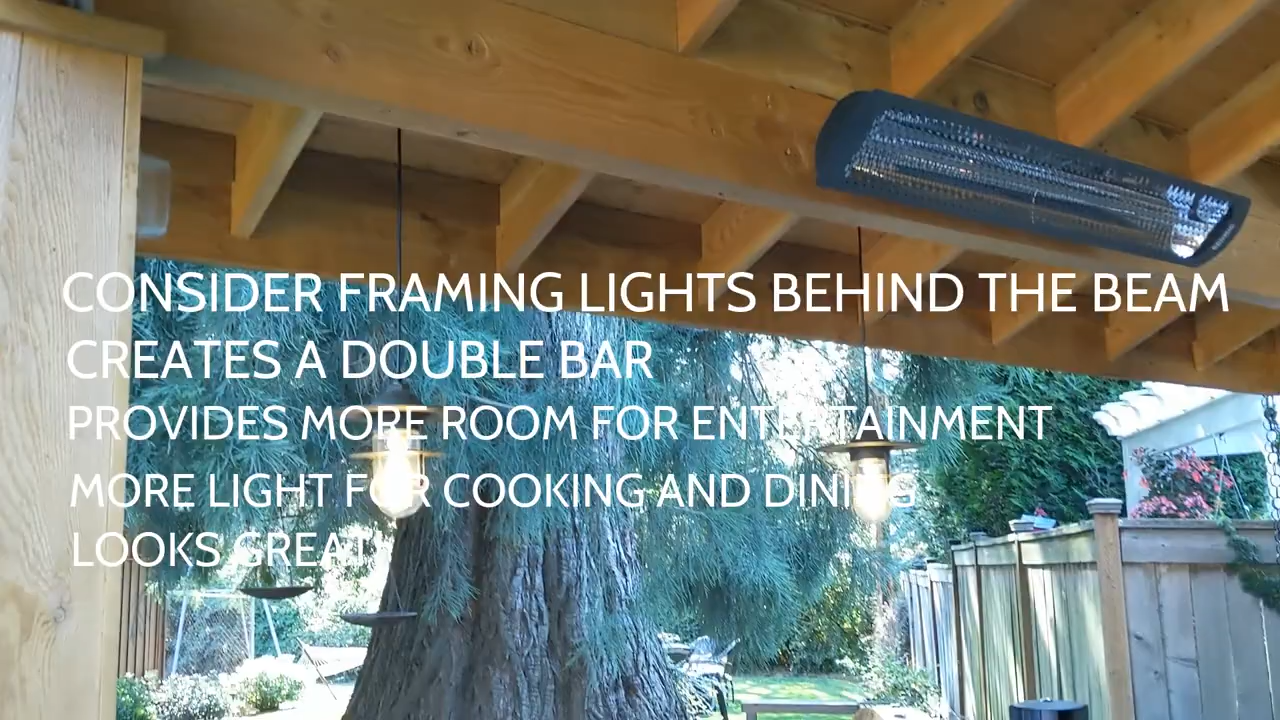 CONSIDER FRAMING LIGHTS BEHIND THE BEAM
CREATES A DOUBLE BAR
PROVIDES MORE ROOM FOR ENTERTAINMENT
MORE LIGHT FOR COOKING AND DINING
LOOKS GREAT!